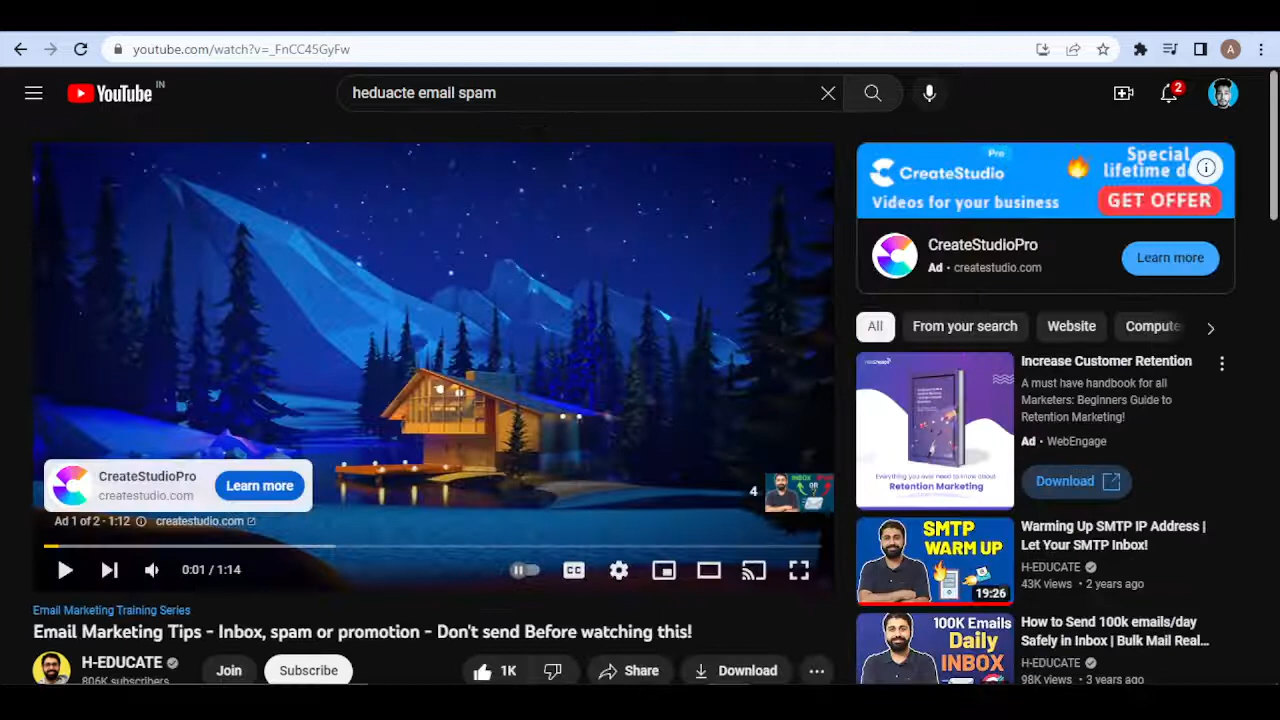 youtube.com/watch?v=_FnCC45GyFw
A
YouTube IN
heduacte email spam
2
Pro
CreateStudio
Videos for your business
Special
lifetime d
GET OFFER
CreateStudioPro
Ad • createstudio.com
Learn more
All
From your search
Website
Compute
Increase Customer Retention
A must have handbook for all
Marketers: Beginners Guide to
Retention Marketing!
Ad • WebEngage
Download
Everything you ever need to know about
Retention Marketing
CreateStudioPro
createstudio.com
Learn more
4
Ad 1 of 2 • 1:12
createstudio.com
0:01 / 1:14
CC
SMTP
WARM UP
19:26
Warming Up SMTP IP Address |
Let Your SMTP Inbox!
H-EDUCATE
43K views • 2 years ago
100K Emails
Daily
INBOX
How to Send 100k emails/day
Safely in Inbox | Bulk Mail Real...
H-EDUCATE
98K views • 3 years ago
Email Marketing Training Series
Email Marketing Tips - Inbox, spam or promotion - Don't send Before watching this!
H-EDUCATE
806K subscribers
Join
Subscribe
1K
Share
Download